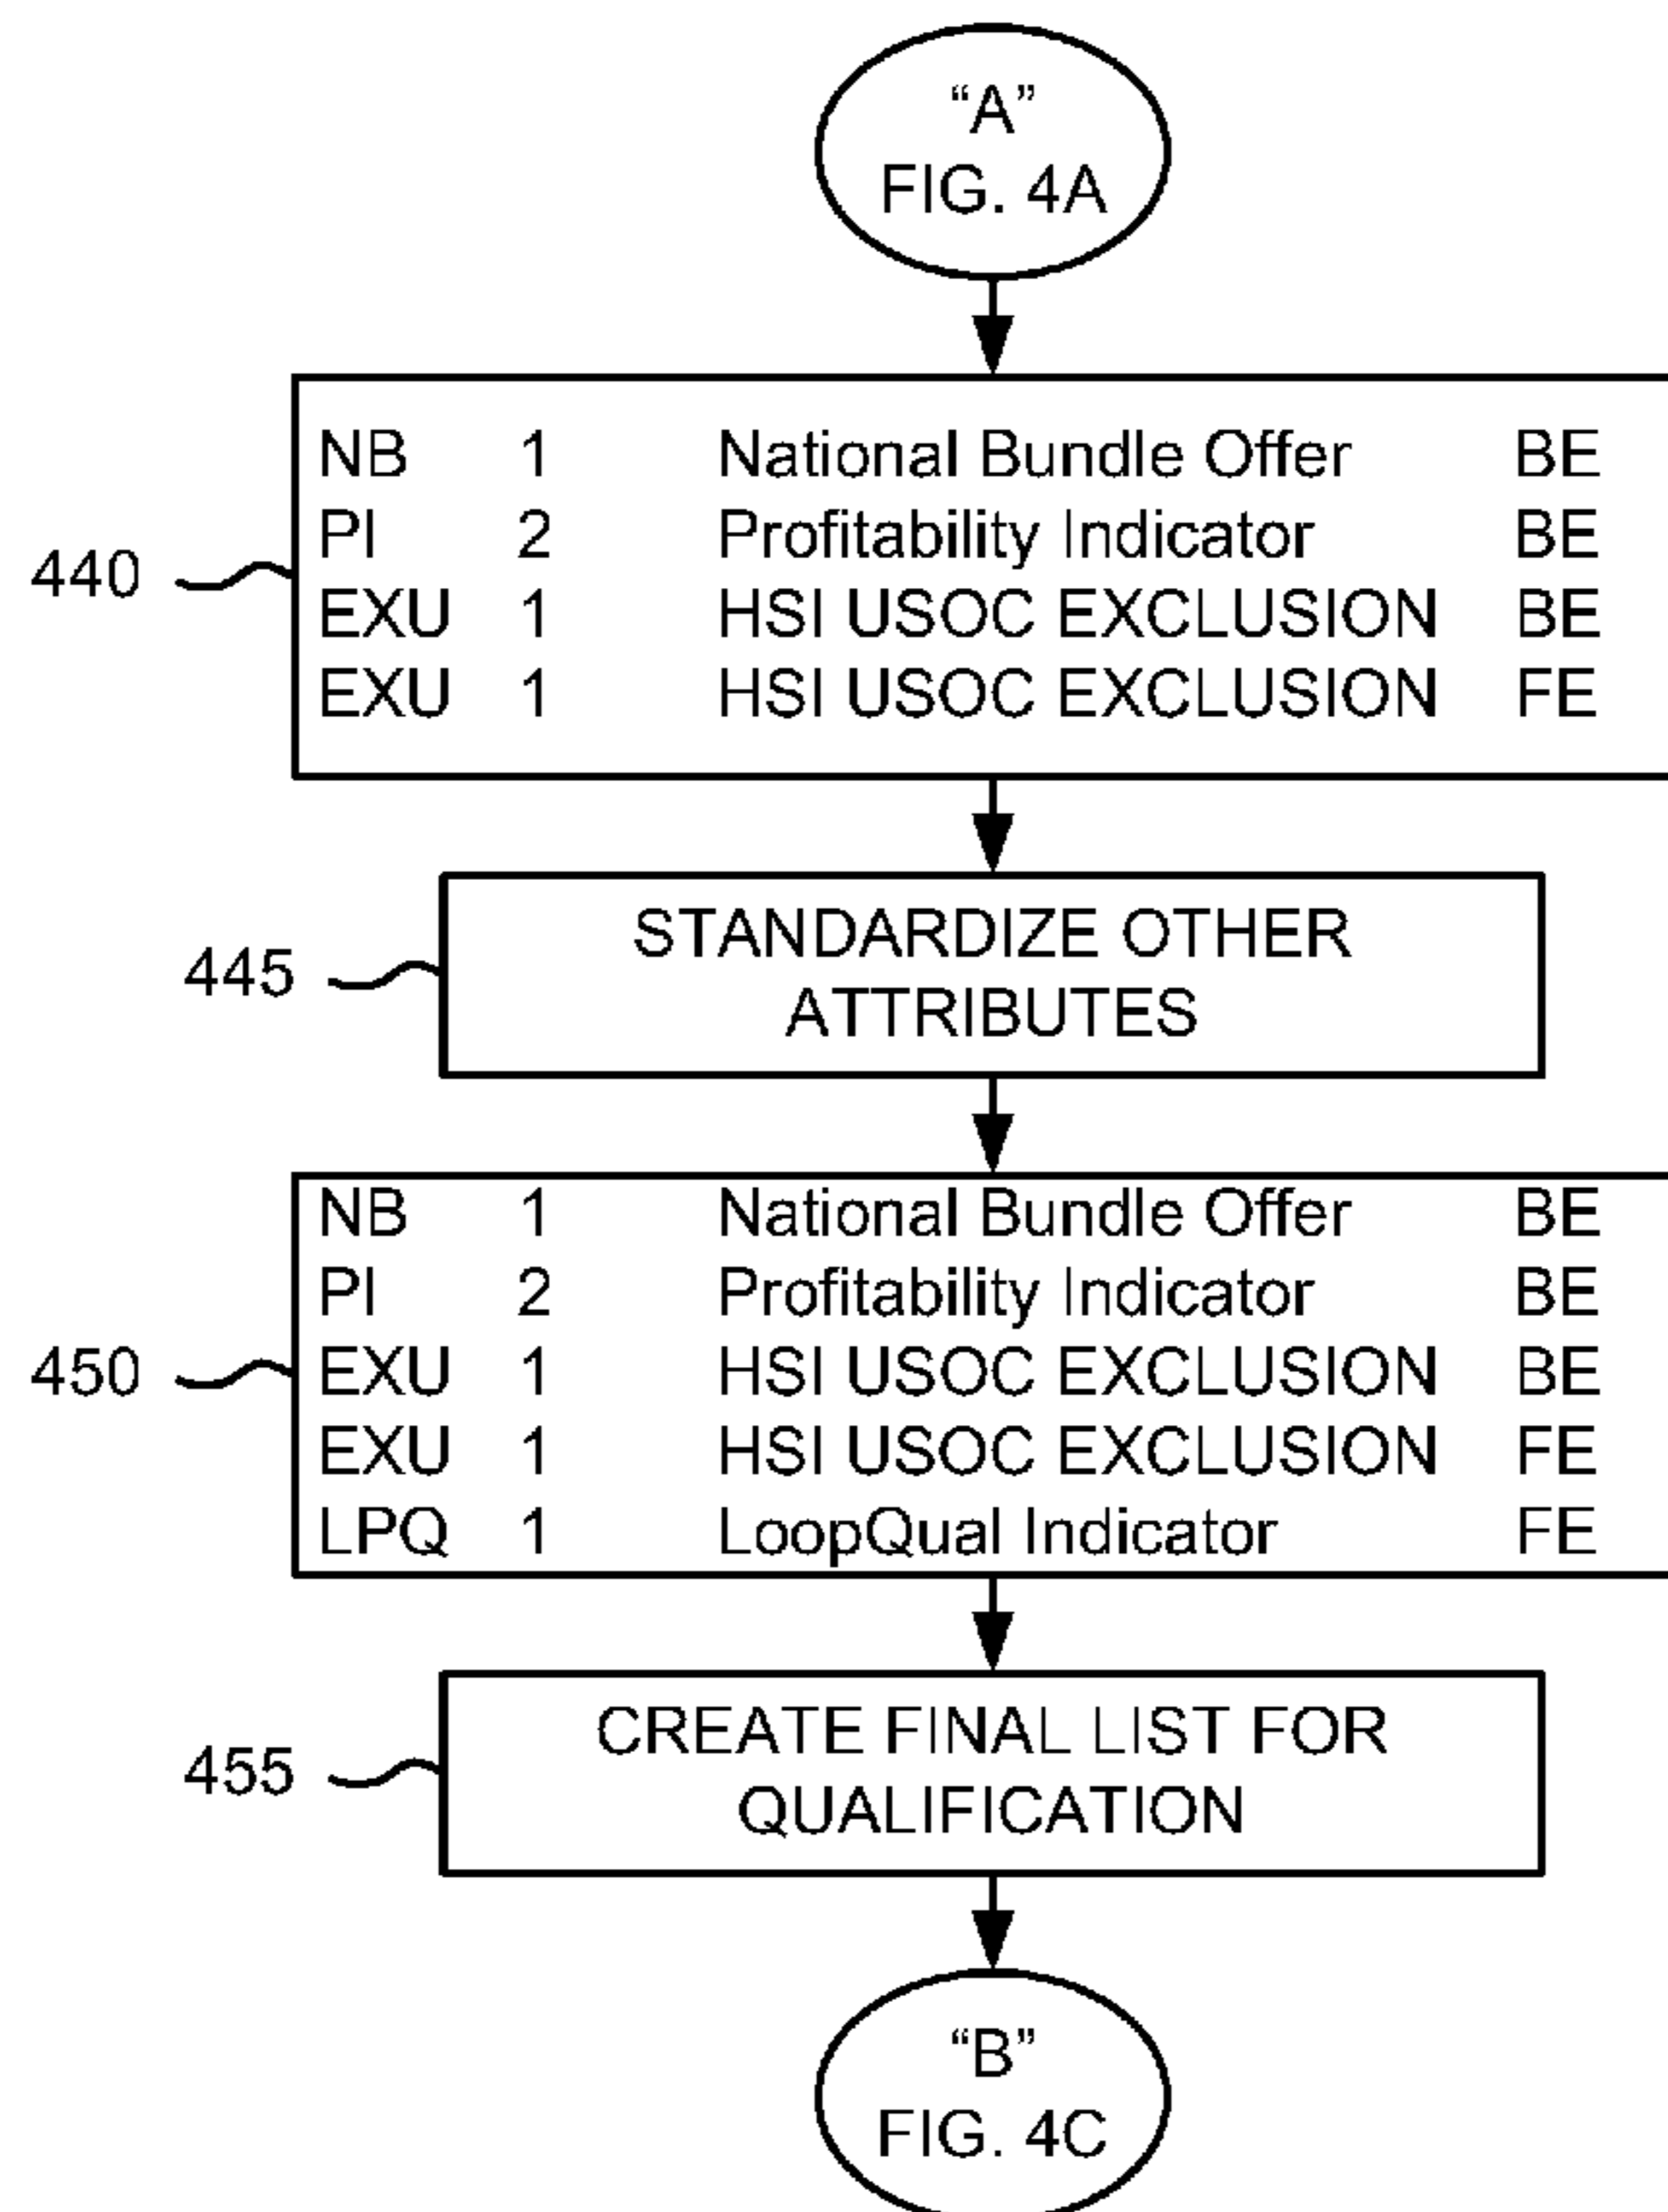 “A”
FIG. 4A
NB 1 National Bundle Offer BE
PI 2 Profitability Indicator BE
440
EXU 1 HSI USOC EXCLUSION BE
EXU 1 HSI USOC EXCLUSION FE
STANDARDIZE OTHER
445
ATTRIBUTES
NB 1 National Bundle Offer BE
PI 2 Profitability Indicator BE
450
EXU 1 HSI USOC EXCLUSION BE
EXU 1 HSI USOC EXCLUSION FE
LPQ 1 LoopQual Indicator FE
CREATE FINAL LIST FOR
455
QUALIFICATION
“B”
FIG. 4C